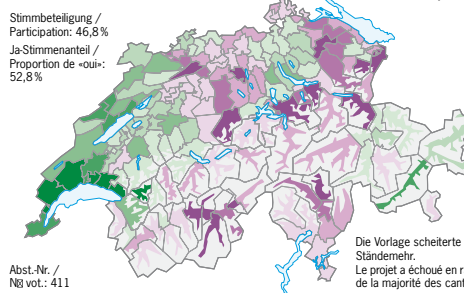 Stimmbeteiligung /
Participation: 46,8%
Ja-Stimmenanteil /
Proportion de «oui»:
52,8%
Abst.-Nr. /
N☒ vot.: 411
Die Vorlage scheiterte
Ständemehr.
Le projet a échoué en r
de la majorité des cant